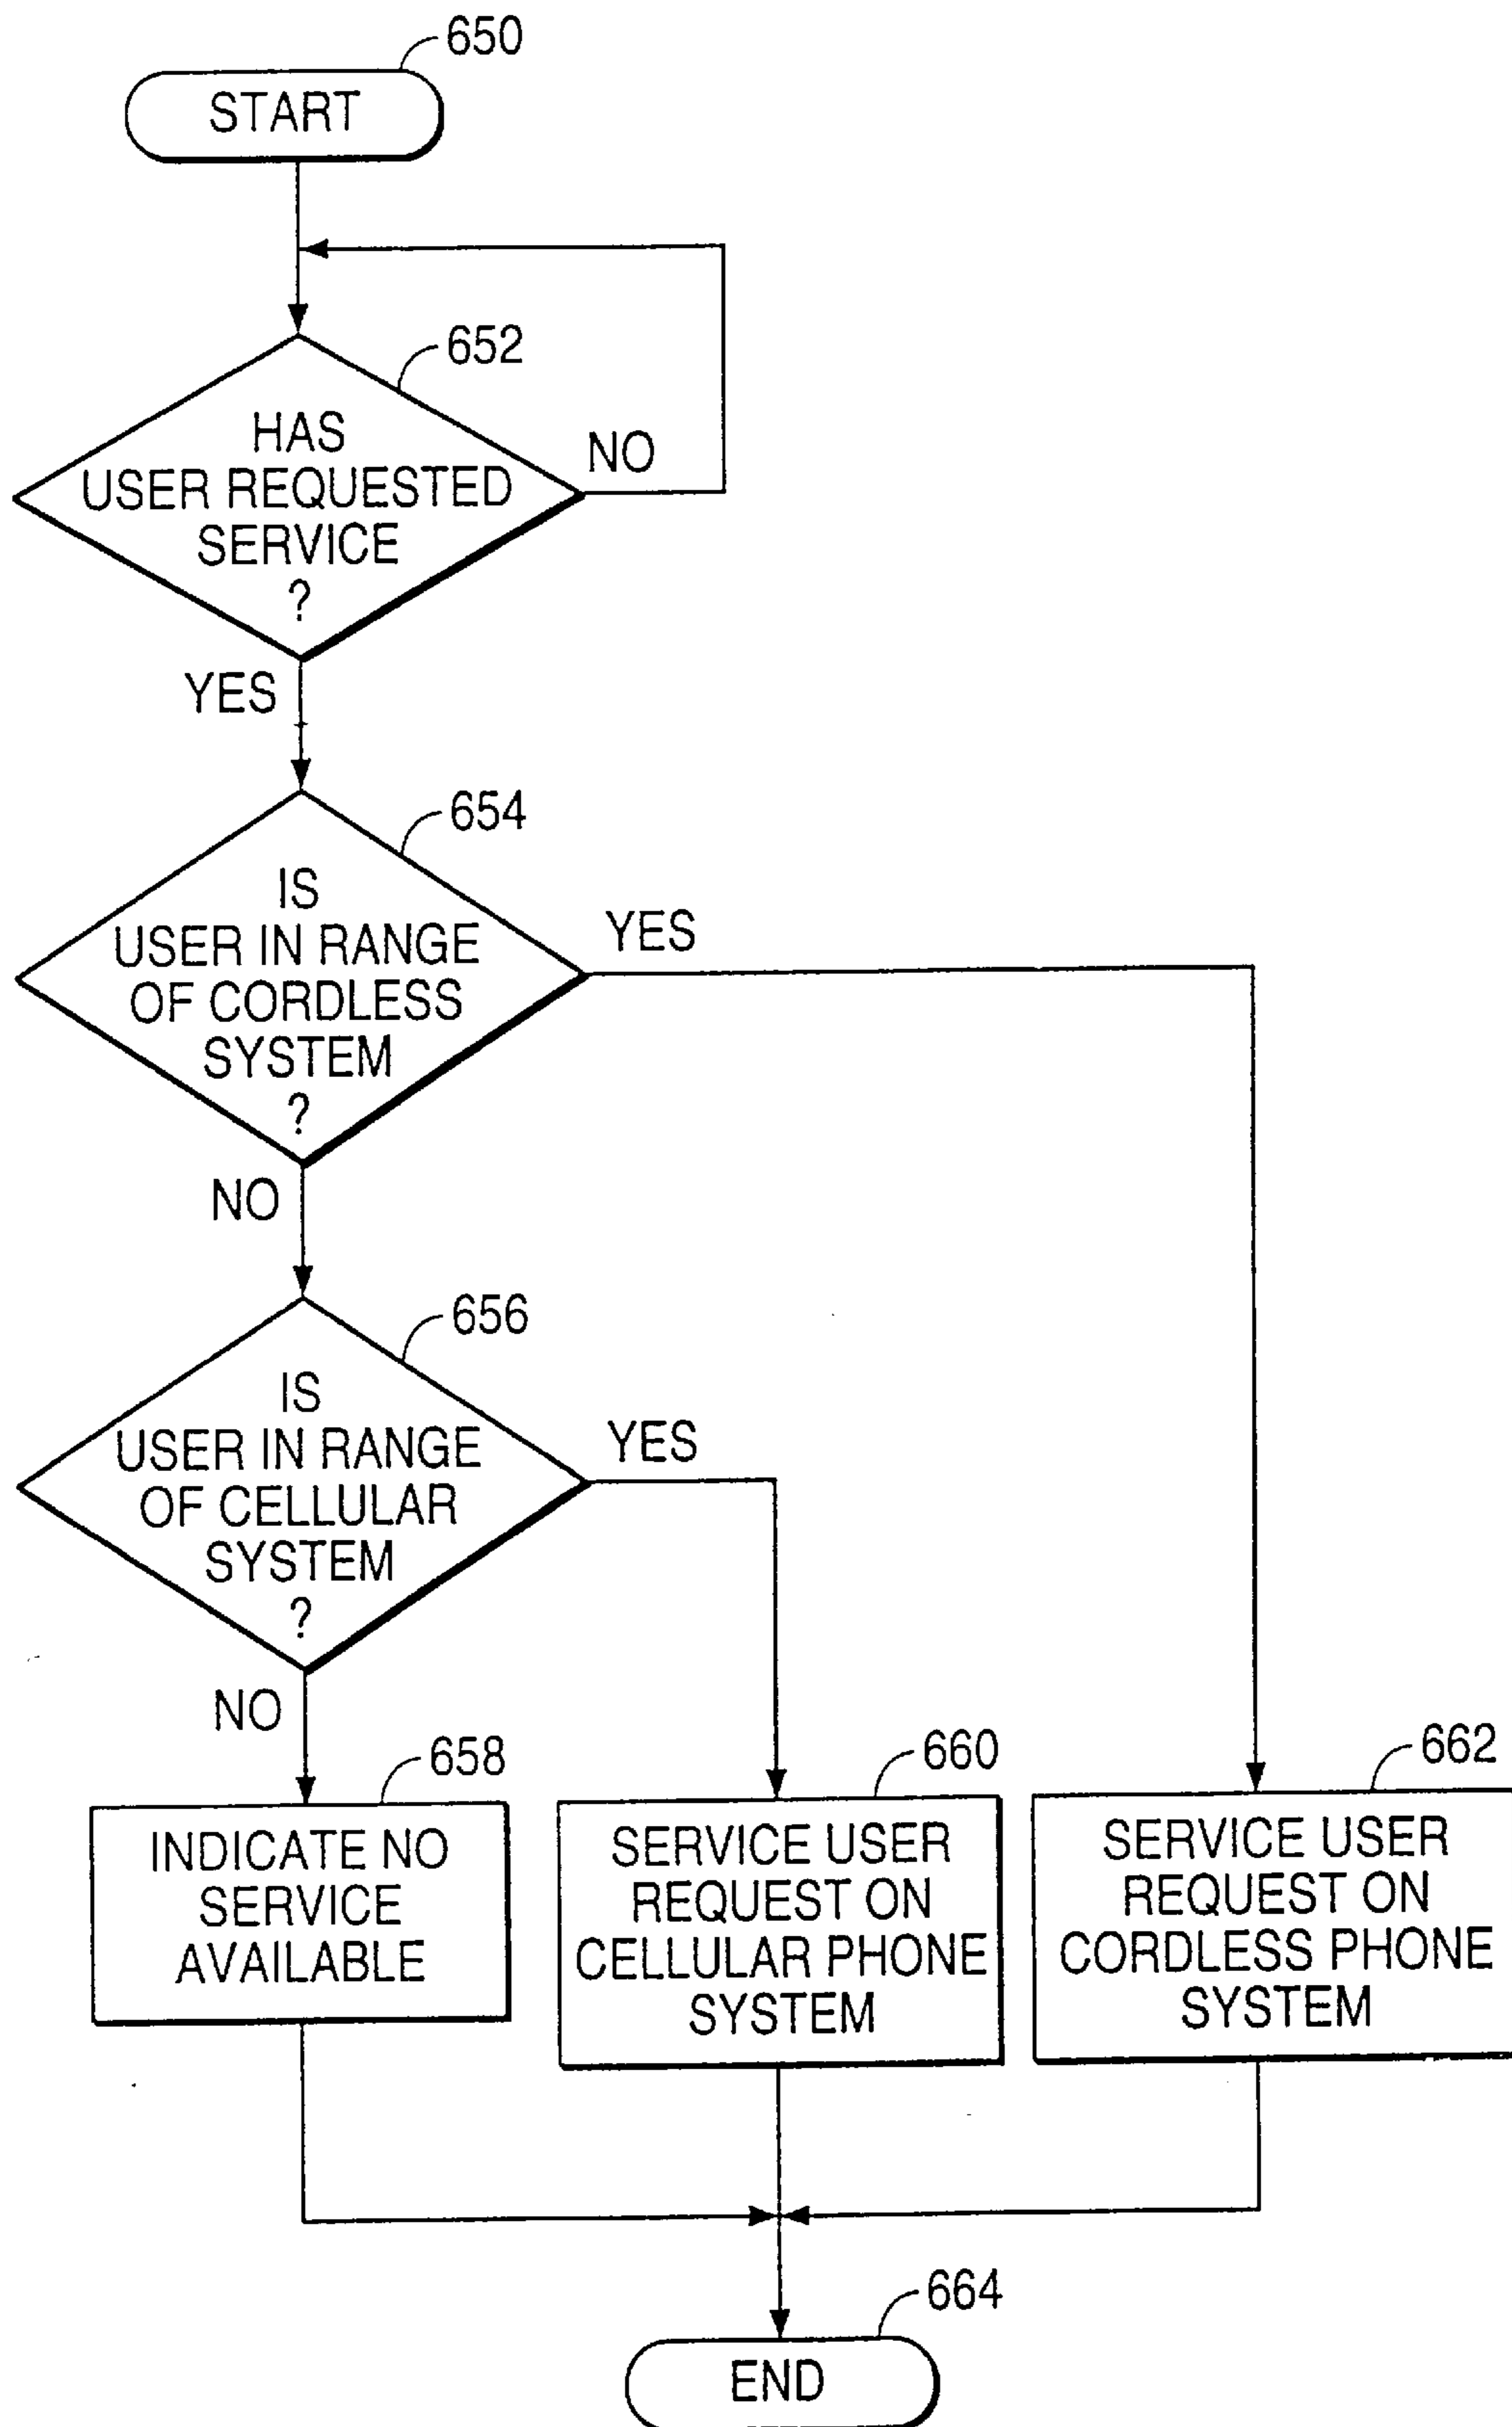 650
START
652
HAS
USER REQUESTED
SERVICE
?
NO
YES
654
IS
USER IN RANGE
OF CORDLESS
SYSTEM
?
YES
NO
656
IS
USER IN RANGE
OF CELLULAR
SYSTEM
?
YES
NO
658
INDICATE NO
SERVICE
AVAILABLE
660
SERVICE USER
REQUEST ON
CELLULAR PHONE
SYSTEM
662
SERVICE USER
REQUEST ON
CORDLESS PHONE
SYSTEM
664
END